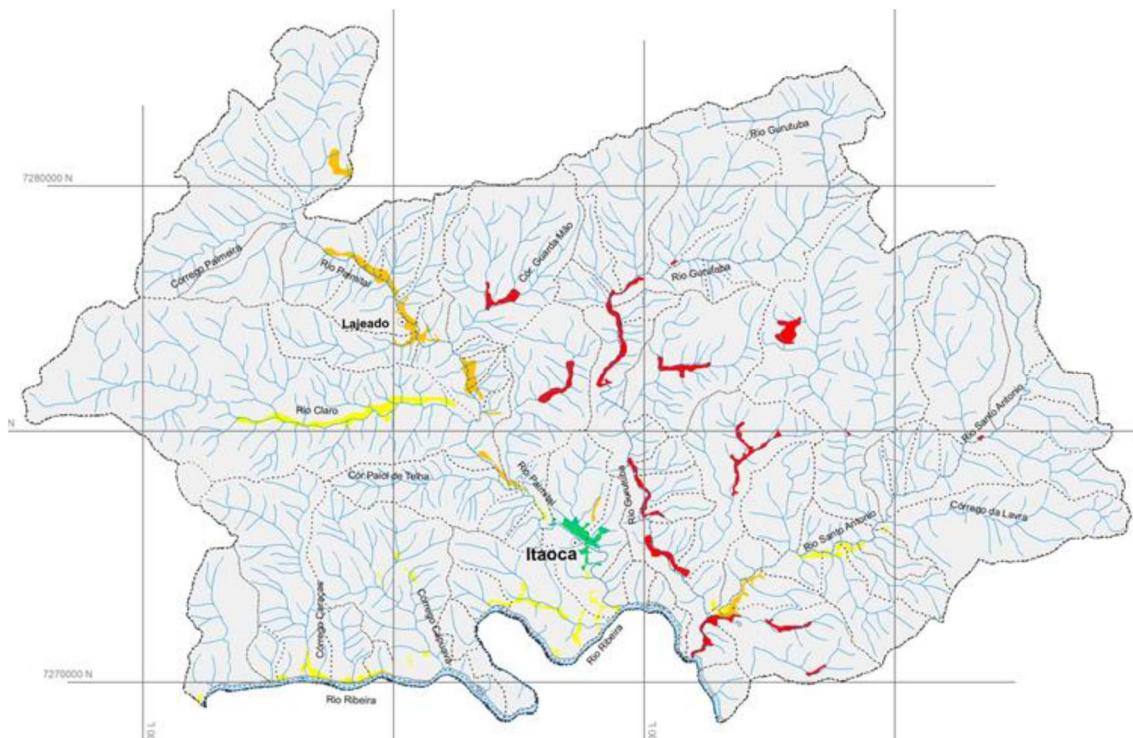 Rio Gurutuba
7280000 N
Córrego Palmeira
Rio Palmital
Cór. Guarda Mão
Rio Gurutuba
Lajeado
Rio Claro
N
Rio Santo Antonio
Cór. Paiol de Telha
Rio Palmital
Rio Gurutuba
Córrego da Lavra
Rio Santo Antonio
Itaoca
Rio Ribeira
7270000 N
Rio Ribeira
00 L
00 L